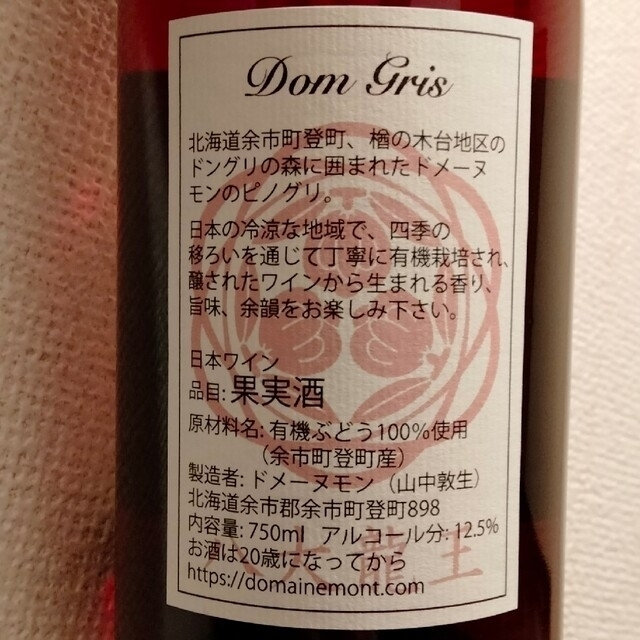 Dom Gris
北海道余市町登町、楢の木台地区の
ドングリの森に囲まれたドメーヌ
モンのピノグリ。
日本の冷涼な地域で、四季の
移ろいを通じて丁寧に有機栽培され、
醸されたワインから生まれる香り、
旨味、余韻をお楽しみ下さい。
日本ワイン
品目: 果実酒
原材料名: 有機ぶどう100%使用
（余市町登町産）
製造者: ドメーヌモン（山中敦生）
北海道余市郡余市町登町898
内容量: 750ml アルコール分: 12.5%
お酒は20歳になってから
https://domainemont.com
八大龍王